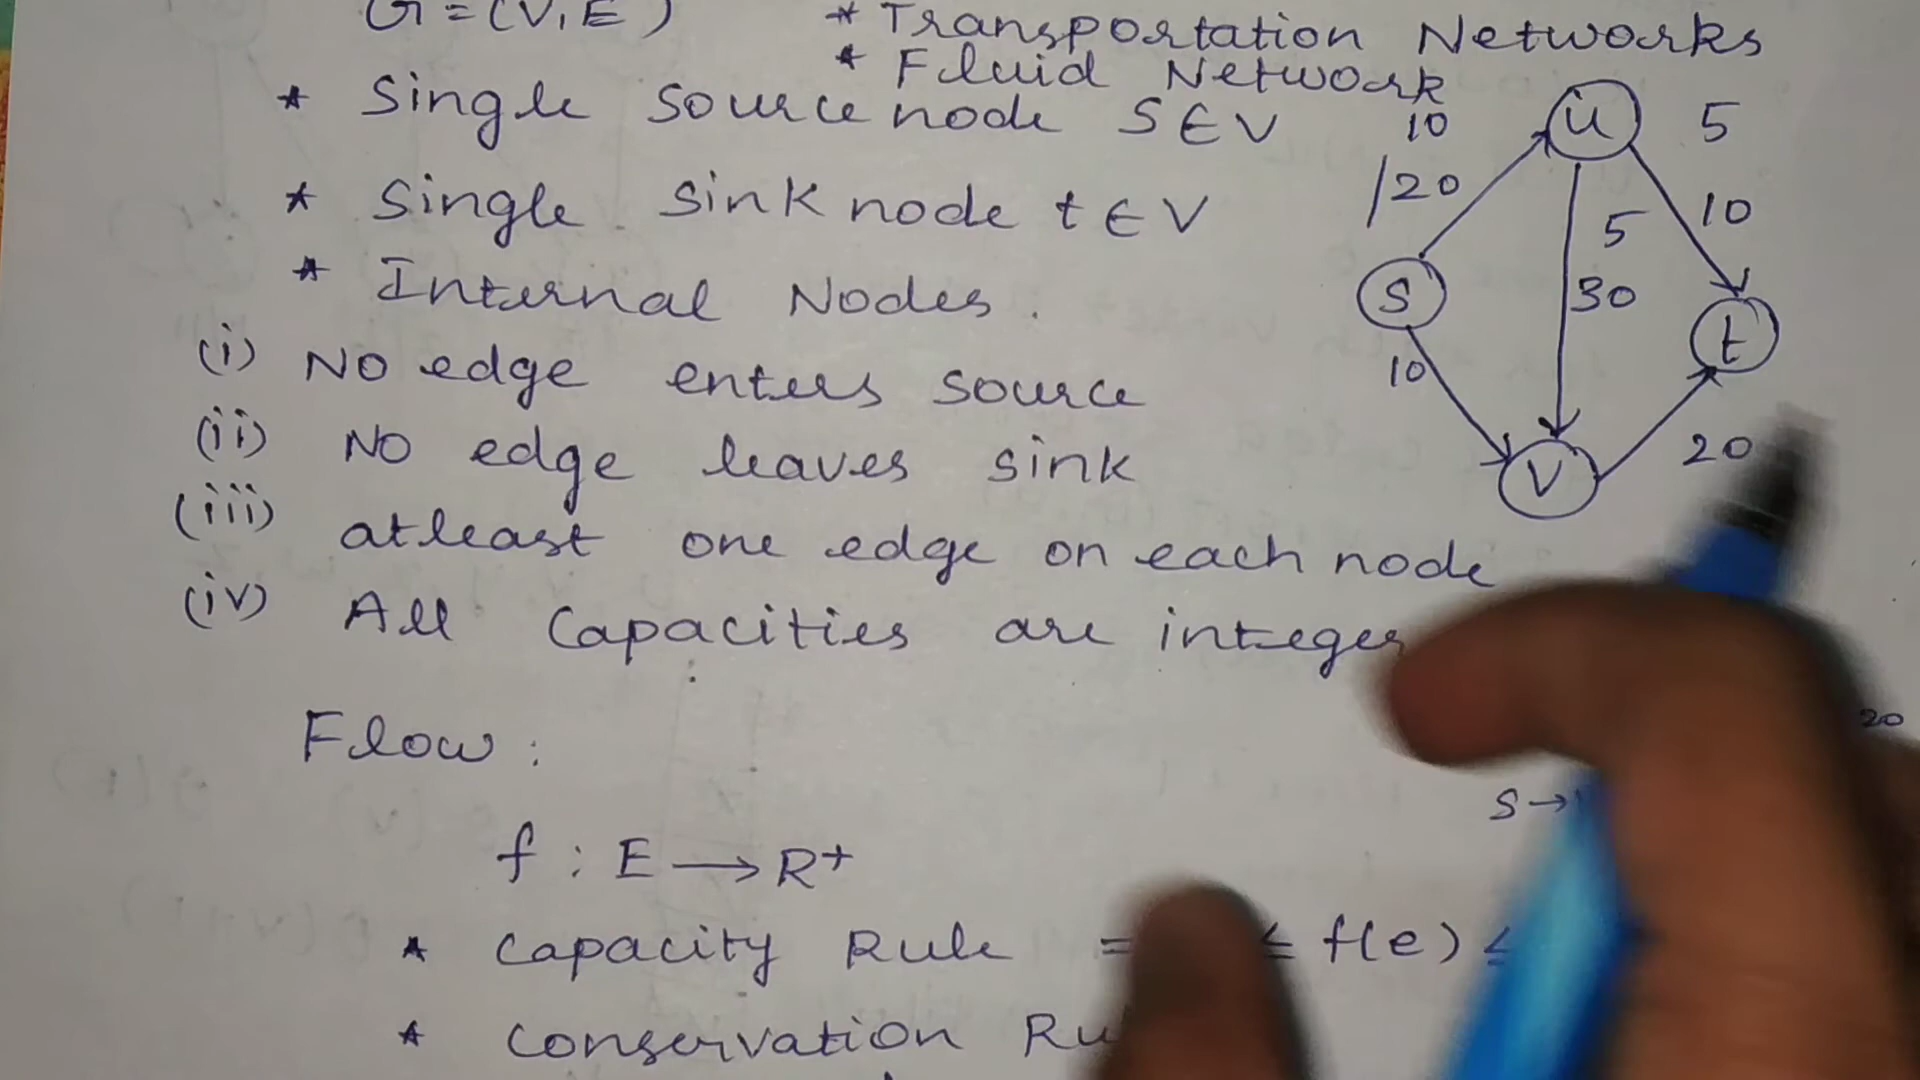 G = (V, E)
* Transportation Networks
* Fluid Network
* Single source node S ∈ V
* Single sink node t ∈ V
* Internal Nodes.
(i) No edge enters source
(ii) No edge leaves sink
(iii) atleast one edge on each node
(iv) All Capacities are integer
Flow :
f : E → R+
* Capacity Rule = ≤ f(e) ≤
* Conservation
10
/20
u
5
10
5
30
S
t
10
V
20
20
S →